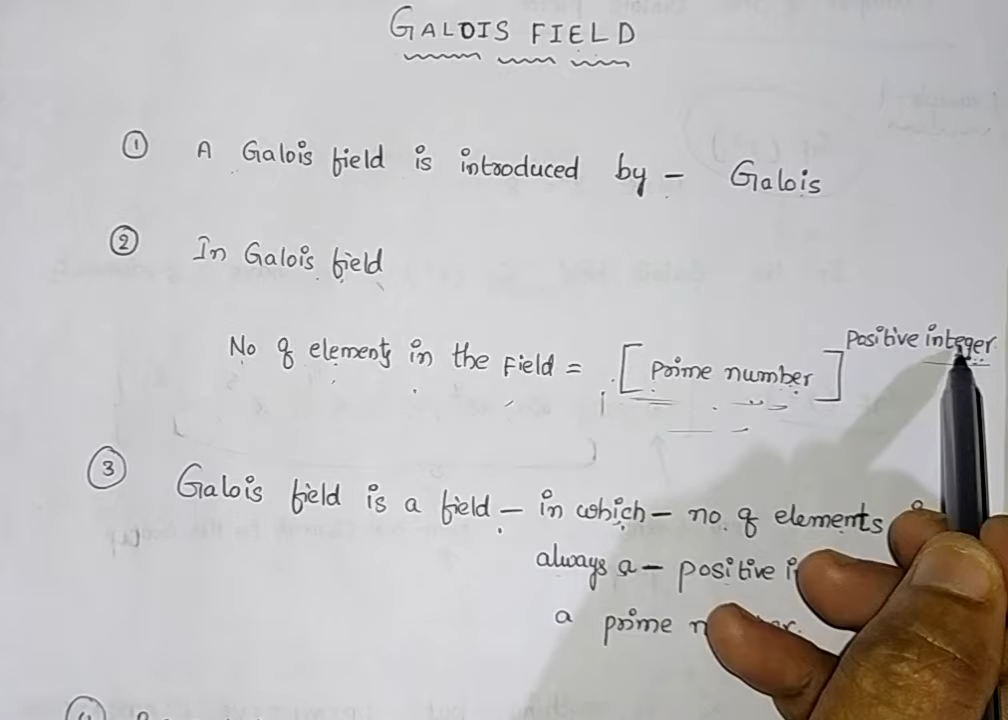 GALOIS FIELD
① A Galois field is introduced by - Galois
② In Galois field
No of elements in the Field = [Prime number] Positive integer.
③ Galois field is a field - in which - no of elements
always a - positive
a prime